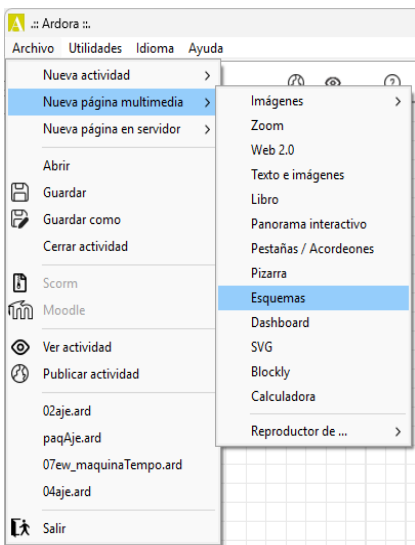 .:: Ardora ::.
Archivo Utilidades Idioma Ayuda
Nueva actividad
Nueva página multimedia
Nueva página en servidor
Abrir
Guardar
Guardar como
Cerrar actividad
Scorm
Moodle
Ver actividad
Publicar actividad
02aje.ard
paqAje.ard
07ew_maquinaTempo.ard
04aje.ard
Salir
Imágenes
Zoom
Web 2.0
Texto e imágenes
Libro
Panorama interactivo
Pestañas / Acordeones
Pizarra
Esquemas
Dashboard
SVG
Blockly
Calculadora
Reproductor de ...